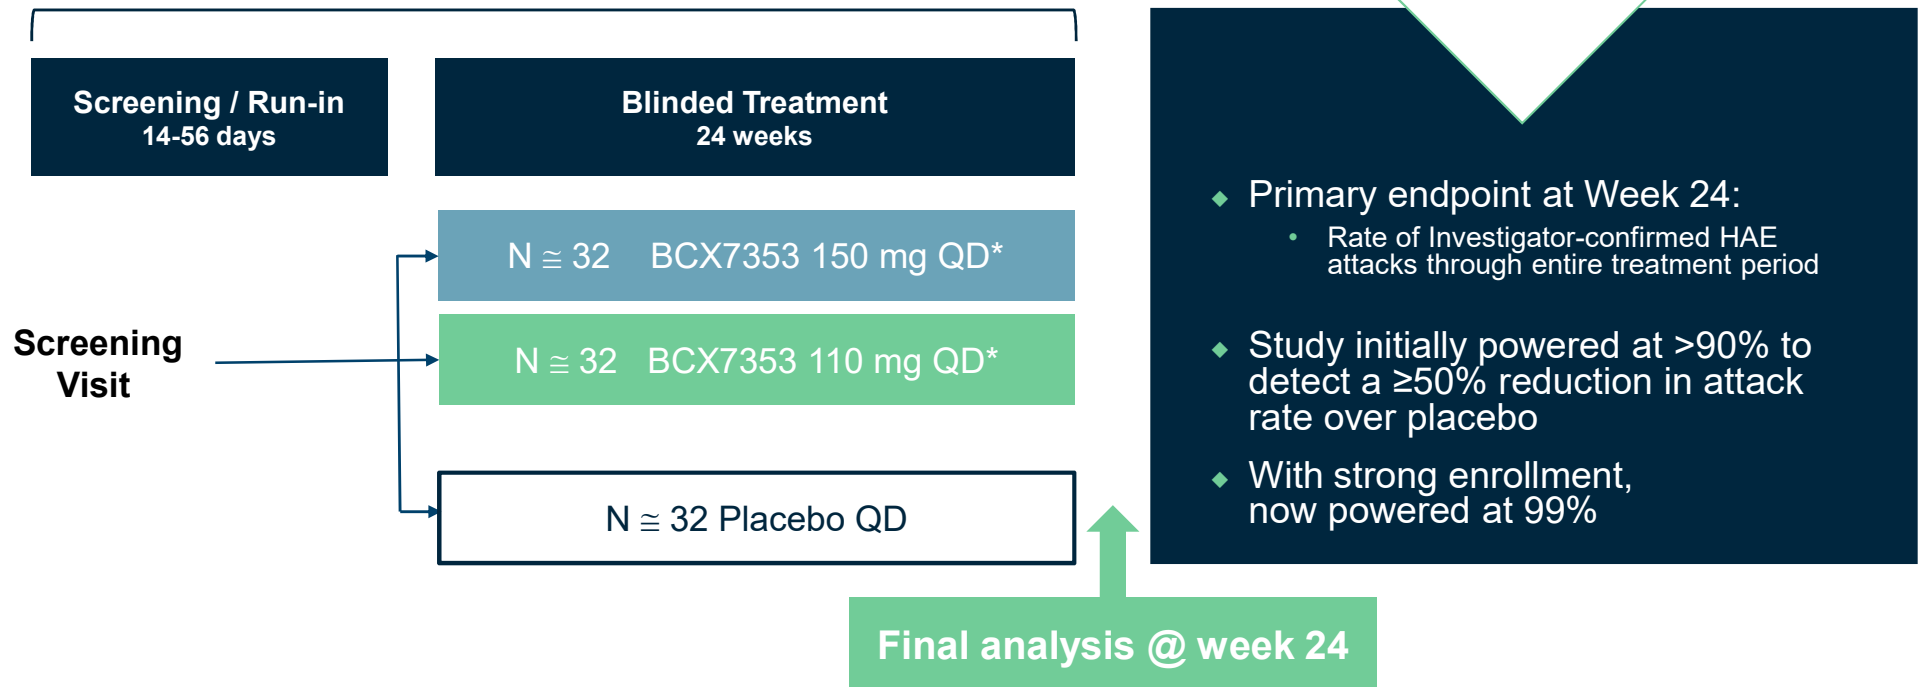 Screening / Run-in
14-56 days
Blinded Treatment
24 weeks
N ≅ 32 BCX7353 150 mg QD*
N ≅ 32 BCX7353 110 mg QD*
Screening
Visit
N ≅ 32 Placebo QD
Final analysis @ week 24
◆ Primary endpoint at Week 24:
• Rate of Investigator-confirmed HAE
attacks through entire treatment period
◆ Study initially powered at >90% to
detect a ≥50% reduction in attack
rate over placebo
◆ With strong enrollment,
now powered at 99%